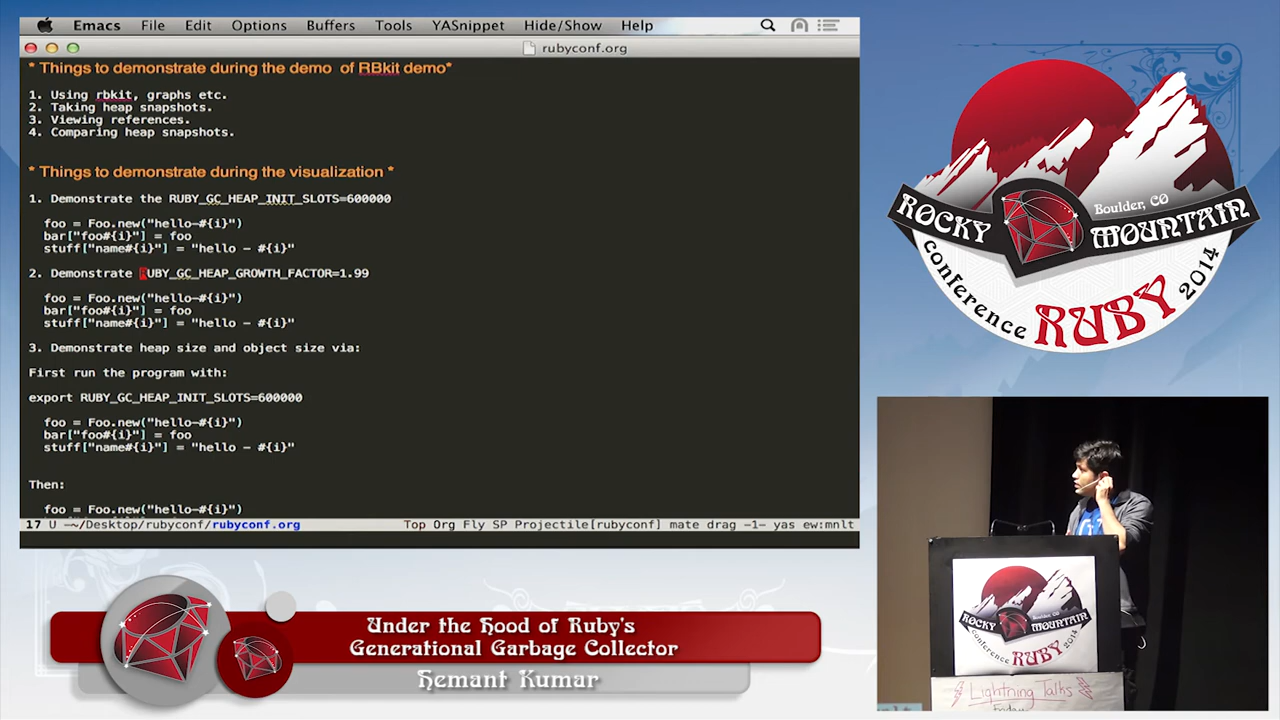 Emacs File Edit Options Buffers Tools YASnippet Hide/Show Help
rubyconf.org
* Things to demonstrate during the demo of RBkit demo*
1. Using rbkit, graphs etc.
2. Taking heap snapshots.
3. Viewing references.
4. Comparing heap snapshots.
* Things to demonstrate during the visualization *
1. Demonstrate the RUBY_GC_HEAP_INIT_SLOTS=600000
foo = Foo.new("hello-#{i}")
bar["foo#{i}"] = foo
stuff["name#{i}"] = "hello - #{i}"
2. Demonstrate RUBY_GC_HEAP_GROWTH_FACTOR=1.99
foo = Foo.new("hello-#{i}")
bar["foo#{i}"] = foo
stuff["name#{i}"] = "hello - #{i}"
3. Demonstrate heap size and object size via:
First run the program with:
export RUBY_GC_HEAP_INIT_SLOTS=600000
foo = Foo.new("hello-#{i}")
bar["foo#{i}"] = foo
stuff["name#{i}"] = "hello - #{i}"
Then:
foo = Foo.new("hello-#{i}")
17 U -~~/Desktop/rubyconf/rubyconf.org Top Org Fly SP Projectile[rubyconf] mate drag -1- yas ew:mnlt
Boulder, CO
ROCKY MOUNTAIN
conference RUBY 2014
Boulder, CO
ROCKY MOUNTAIN
conference RUBY 2014
Lightning Talks
Friday
Under the Hood of Ruby's
Generational Garbage Collector
Hemant Kumar